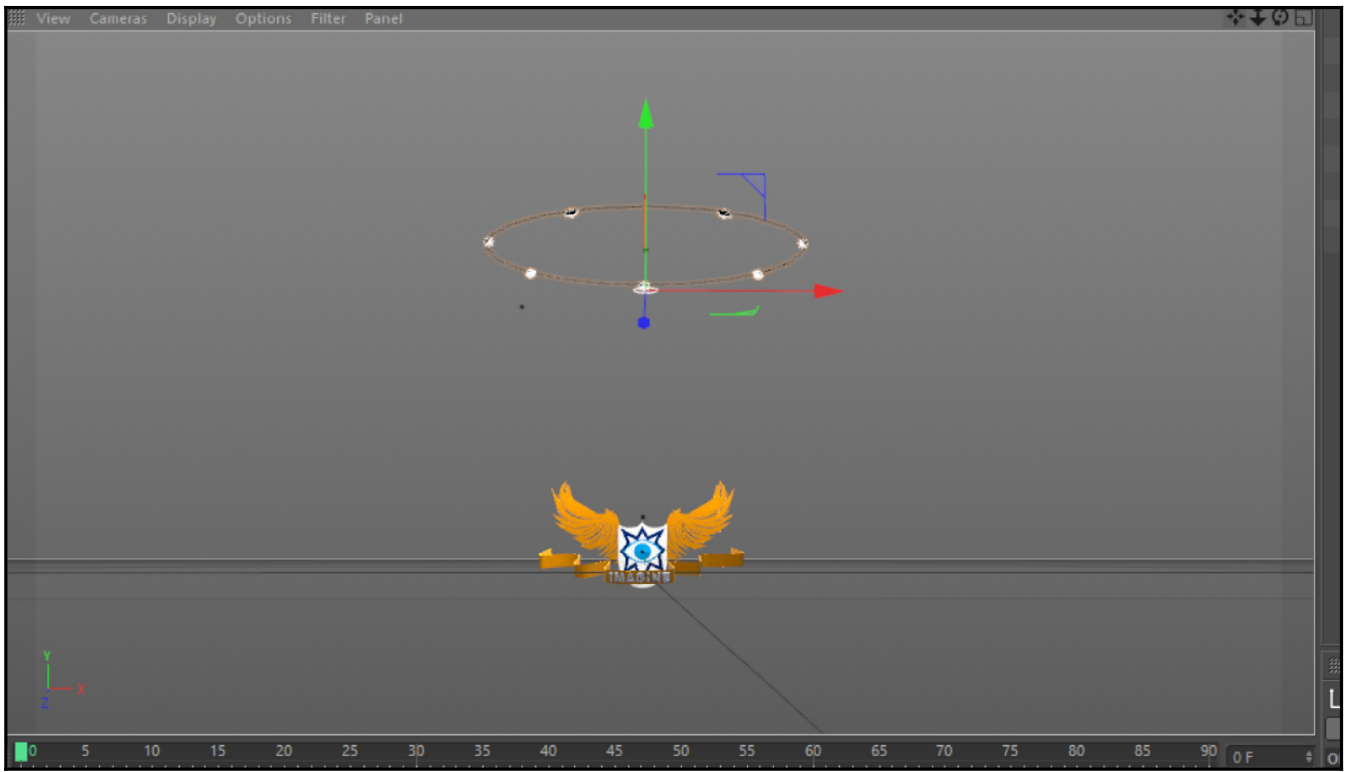 View Cameras Display Options Filter Panel
IMAGINE
Y
X
Z
0 5 10 15 20 25 30 35 40 45 50 55 60 65 70 75 80 85 90 0 F